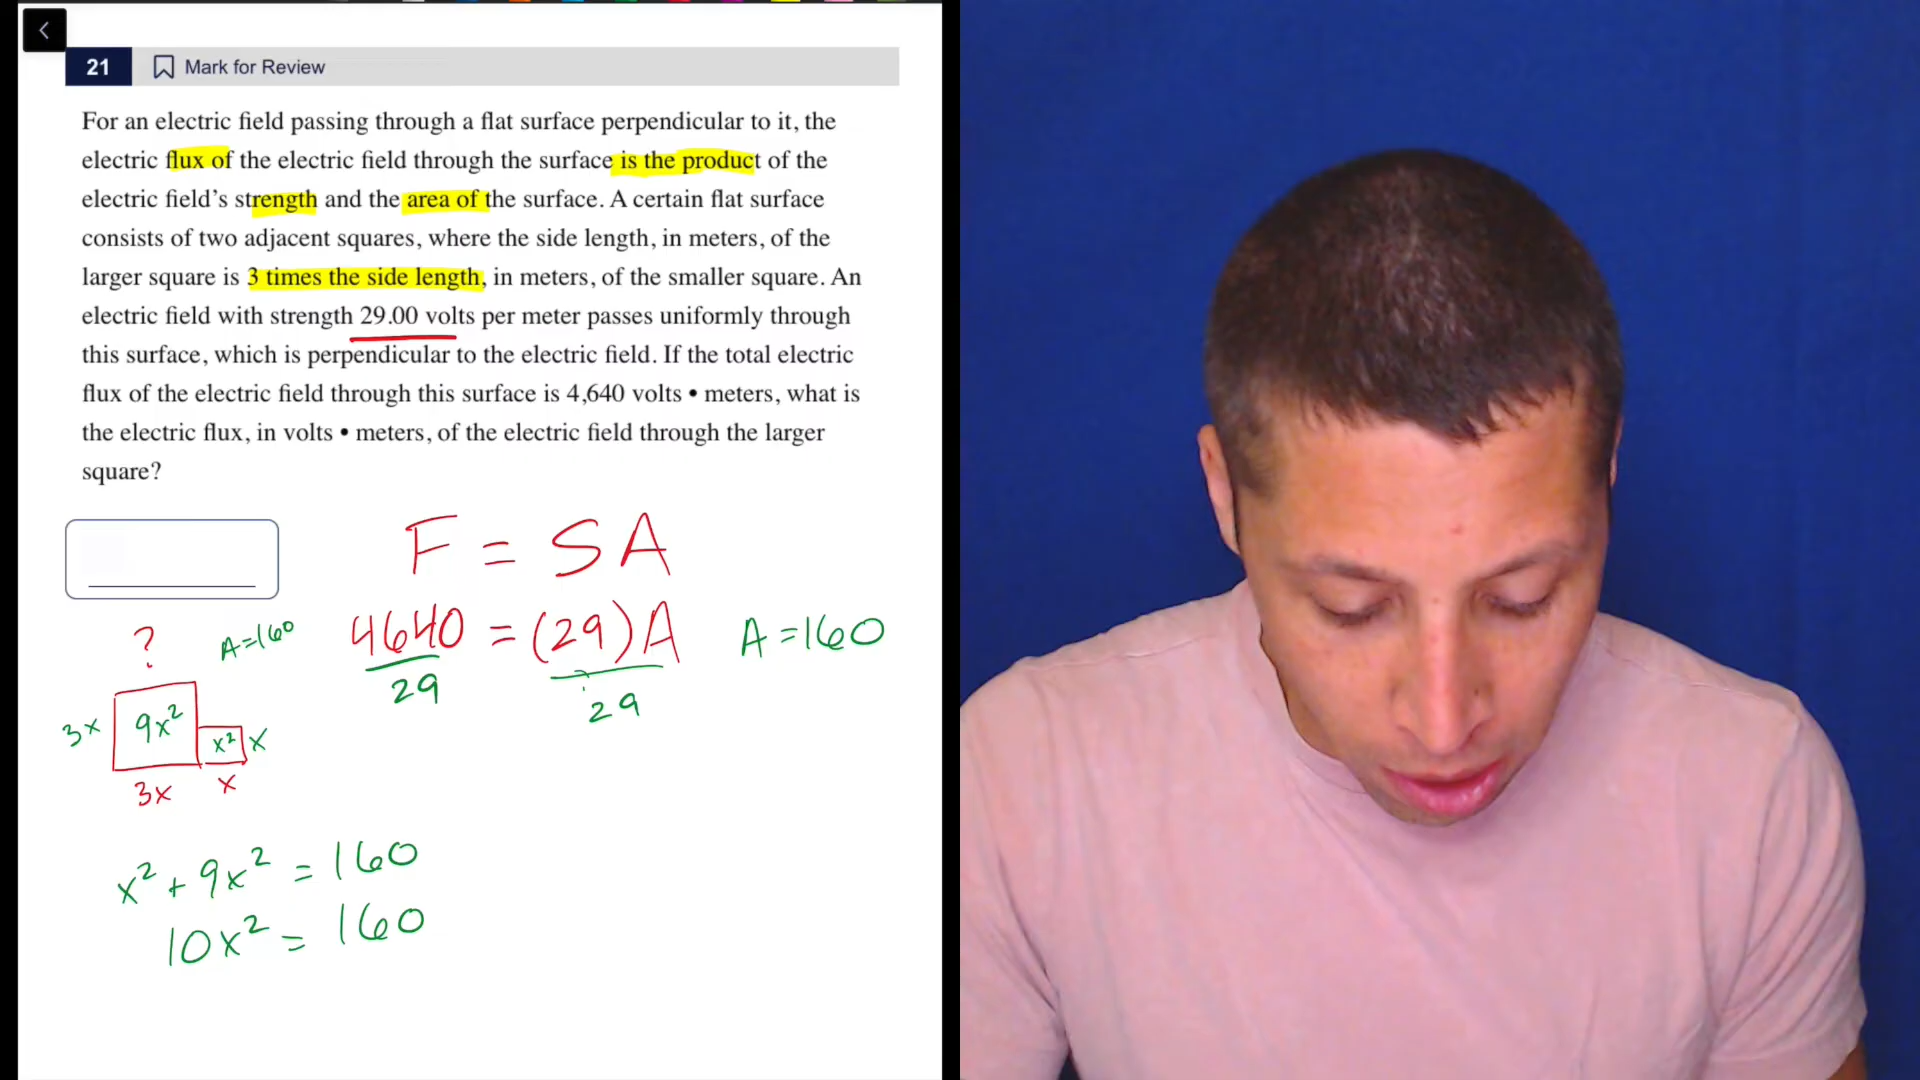 21 Mark for Review
For an electric field passing through a flat surface perpendicular to it, the
electric flux of the electric field through the surface is the product of the
electric field's strength and the area of the surface. A certain flat surface
consists of two adjacent squares, where the side length, in meters, of the
larger square is 3 times the side length, in meters, of the smaller square. An
electric field with strength 29.00 volts per meter passes uniformly through
this surface, which is perpendicular to the electric field. If the total electric
flux of the electric field through this surface is 4,640 volts • meters, what is
the electric flux, in volts • meters, of the electric field through the larger
square?
F = SA
4640 = (29)A
29 29
A = 160
?
A=160
3x 9x² x² x
3x x
x² + 9x² = 160
10x² = 160